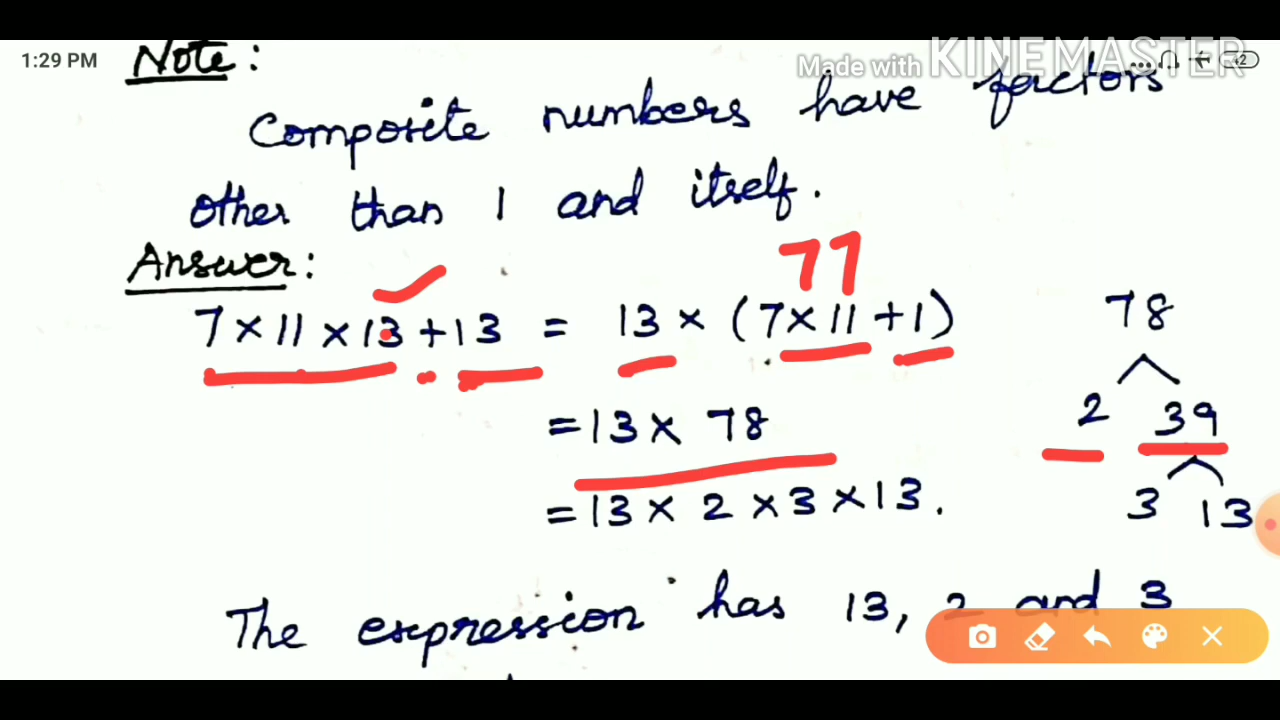 1:29 PM
Made with KINEMASTER
42
Note:
Composite numbers have factors
other than 1 and itself.
Answer:
77
7 × 11 × 13 + 13 = 13 × (7 × 11 + 1)
78
= 13 × 78
2 39
= 13 × 2 × 3 × 13.
3 13
The expression has 13, 2 and 3